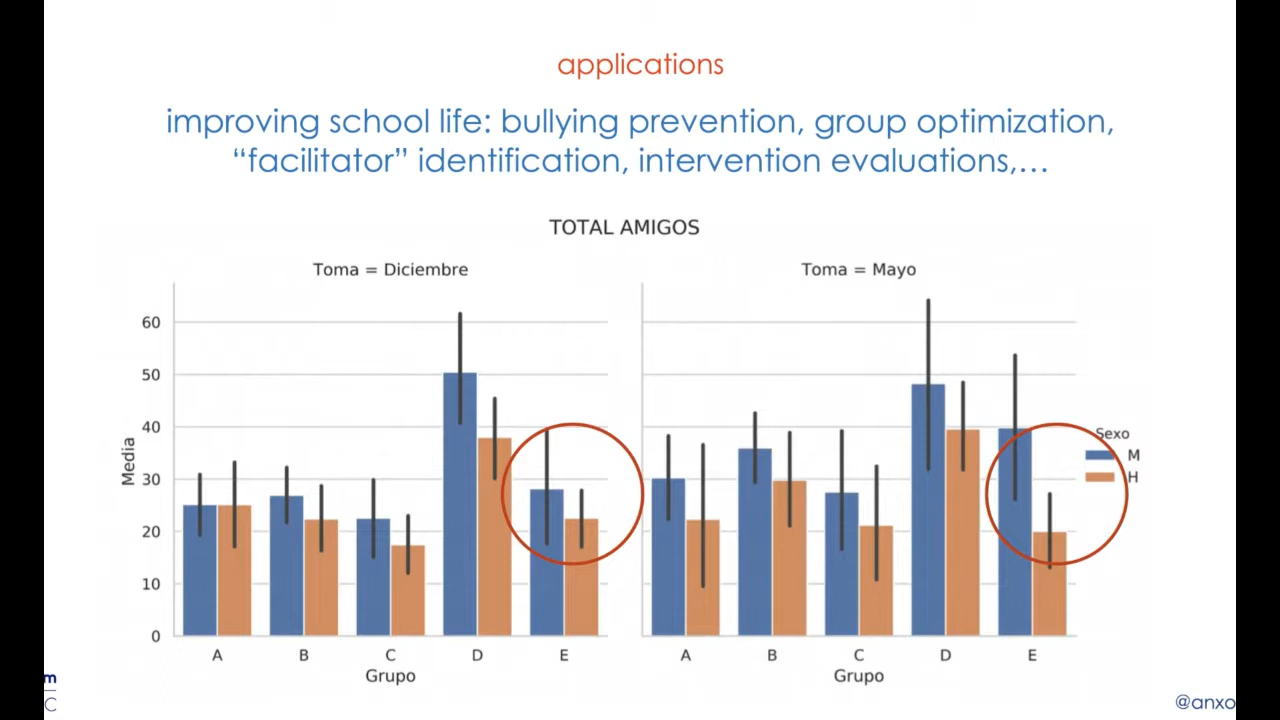 applications
improving school life: bullying prevention, group optimization,
“facilitator” identification, intervention evaluations,…
TOTAL AMIGOS
Toma = Diciembre
Toma = Mayo
Media
60
50
40
30
20
10
0
A B C D E
Grupo
A B C D E
Grupo
Sexo
M
H
m
C
@anxo